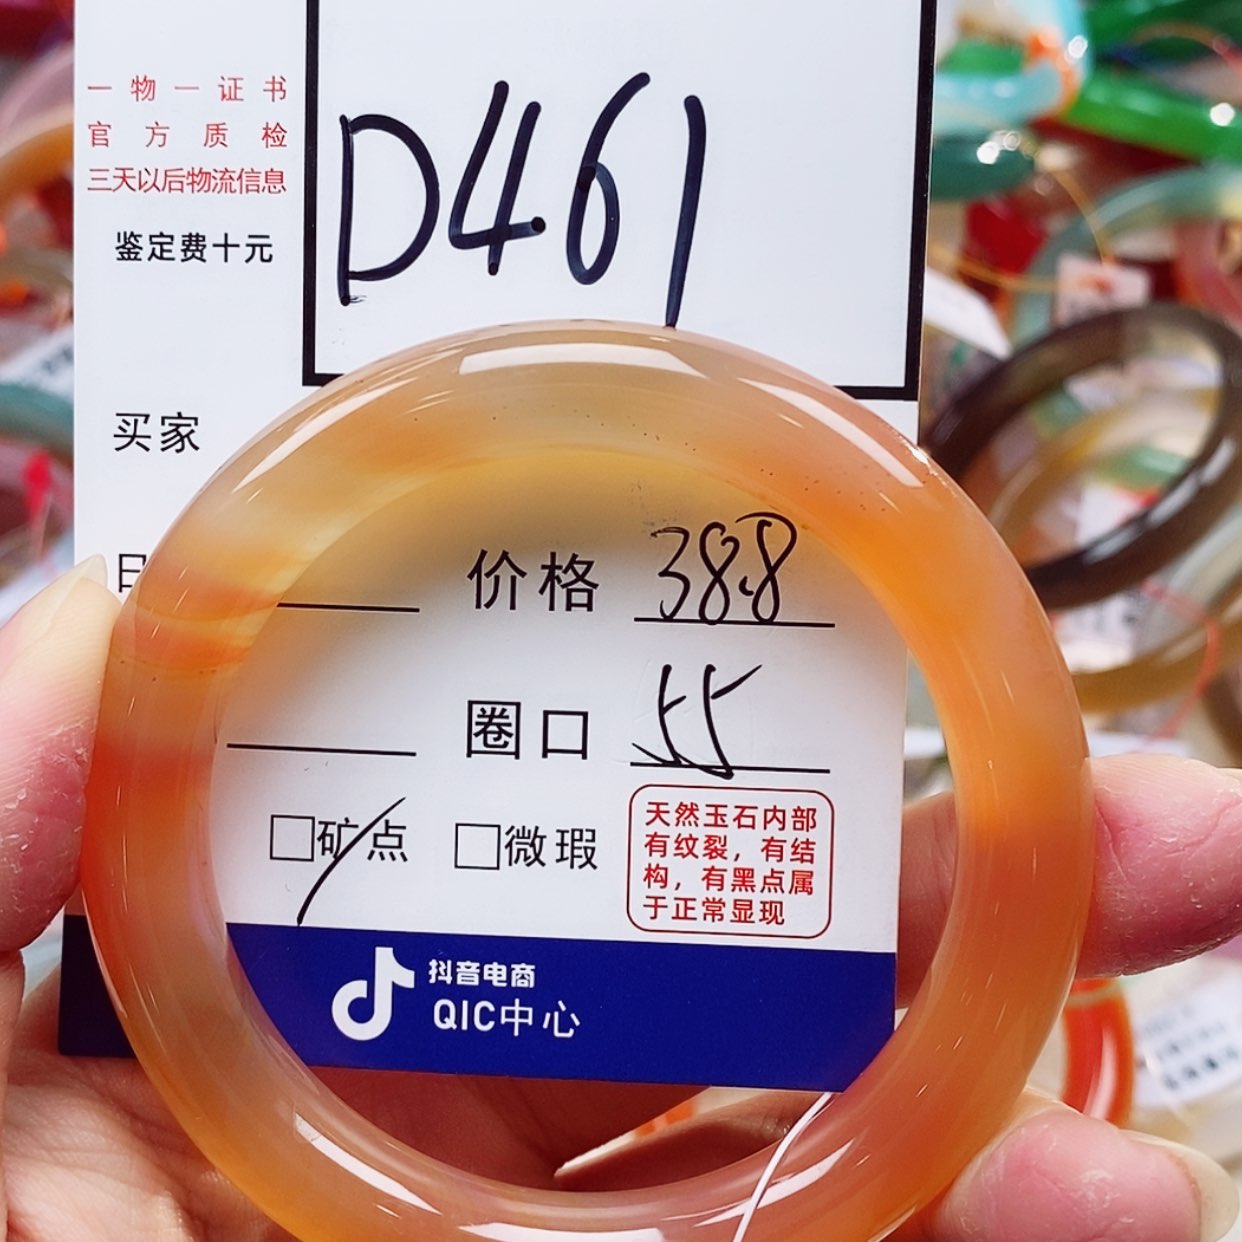 一物一证书
官方质检
三天以后物流信息
鉴定费十元
D461
买家
日
价格 38.8
圈口 55
矿点 微瑕
天然玉石内部
有纹裂，有结
构，有黑点属
于正常显现
抖音电商
QIC中心